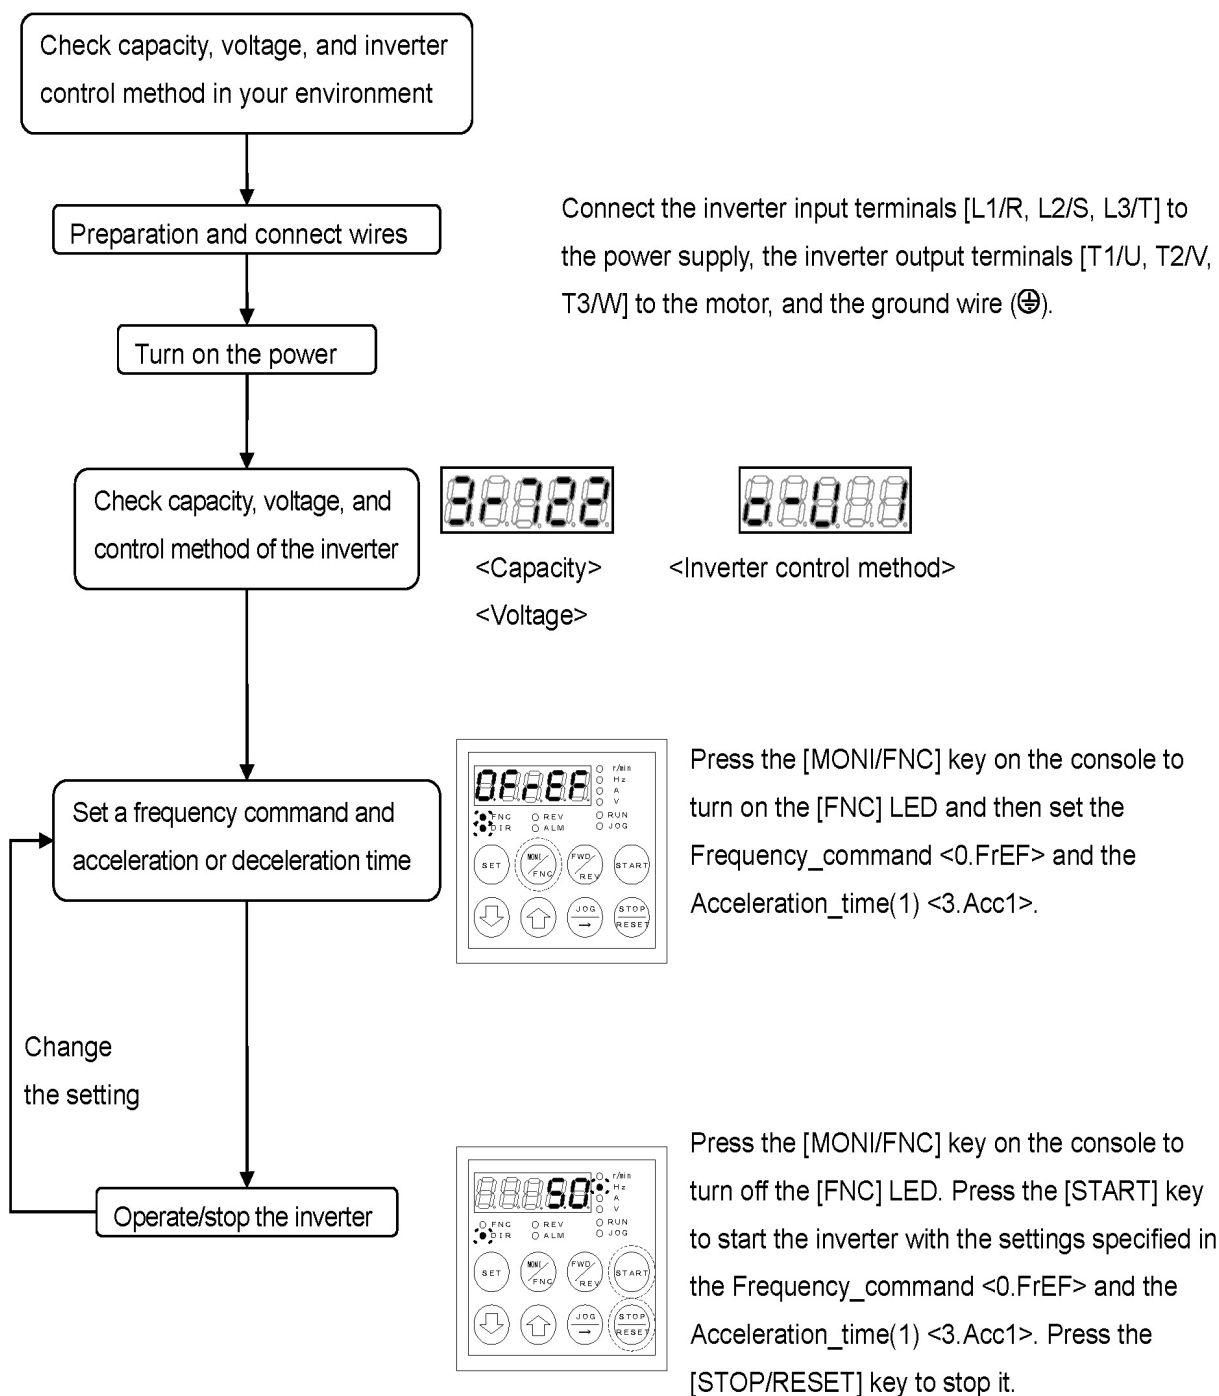 Check capacity, voltage, and inverter
control method in your environment
Preparation and connect wires
Connect the inverter input terminals [L1/R, L2/S, L3/T] to
the power supply, the inverter output terminals [T1/U, T2/V,
T3/W] to the motor, and the ground wire (⏚).
Turn on the power
Check capacity, voltage, and
control method of the inverter
3r722
n-U 1
<Capacity>
<Voltage>
<Inverter control method>
Set a frequency command and
acceleration or deceleration time
0FrEF
r/min
Hz
A
V
FNC REV RUN
DIR ALM JOG
SET MONI/FNC FWD/REV START
JOG STOP
RESET
Press the [MONI/FNC] key on the console to
turn on the [FNC] LED and then set the
Frequency_command <0.FrEF> and the
Acceleration_time(1) <3.Acc1>.
Change
the setting
Operate/stop the inverter
50
r/min
Hz
A
V
FNC REV RUN
DIR ALM JOG
SET MONI/FNC FWD/REV START
JOG STOP
RESET
Press the [MONI/FNC] key on the console to
turn off the [FNC] LED. Press the [START] key
to start the inverter with the settings specified in
the Frequency_command <0.FrEF> and the
Acceleration_time(1) <3.Acc1>. Press the
[STOP/RESET] key to stop it.